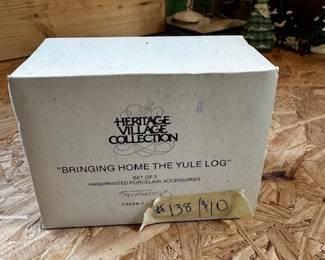 HERITAGE
VILLAGE
COLLECTION
"BRINGING HOME THE YULE LOG"
SET OF 3
HANDPAINTED PORCELAIN ACCESSORIES
#138 $10